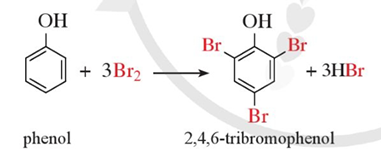 OH
OH
Br
Br
+ 3Br₂
+ 3HBr
Br
phenol
2,4,6-tribromophenol